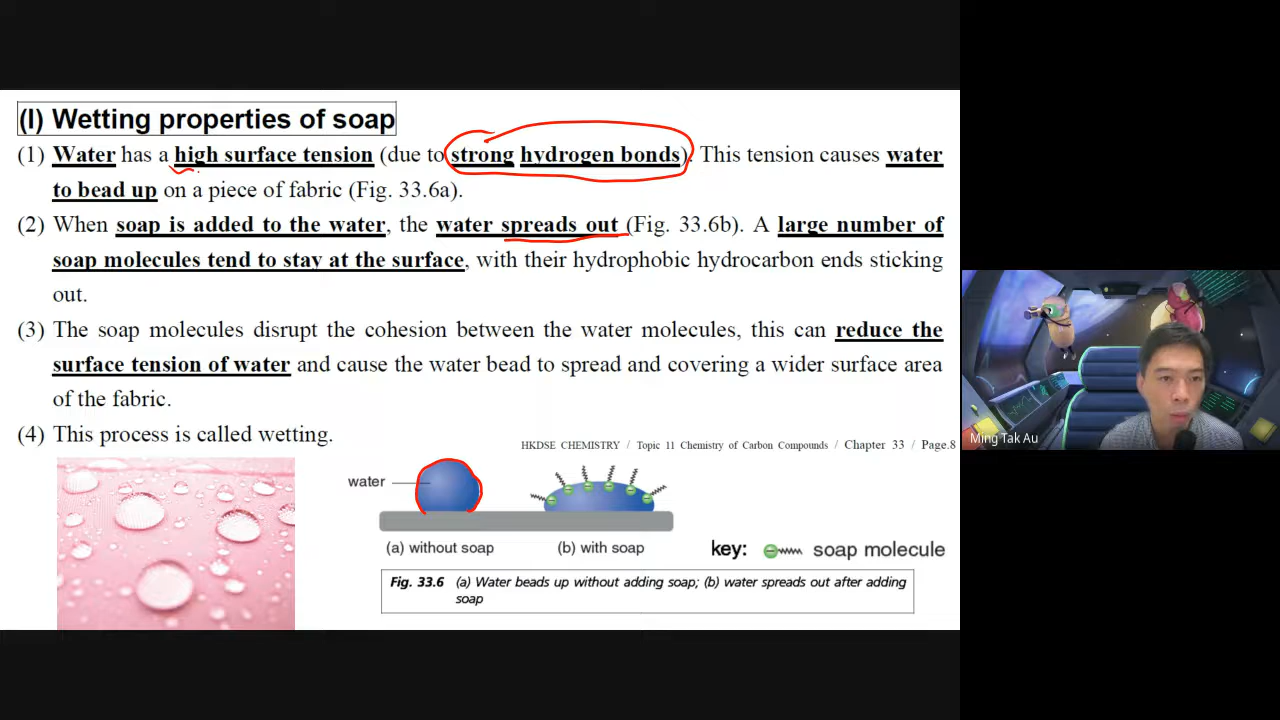 (I) Wetting properties of soap
(1) Water has a high surface tension (due to strong hydrogen bonds). This tension causes water
to bead up on a piece of fabric (Fig. 33.6a).
(2) When soap is added to the water, the water spreads out (Fig. 33.6b). A large number of
soap molecules tend to stay at the surface, with their hydrophobic hydrocarbon ends sticking
out.
(3) The soap molecules disrupt the cohesion between the water molecules, this can reduce the
surface tension of water and cause the water bead to spread and covering a wider surface area
of the fabric.
(4) This process is called wetting.
HKDSE CHEMISTRY / Topic 11 Chemistry of Carbon Compounds / Chapter 33 / Page.8
water
(a) without soap
(b) with soap
key: soap molecule
Fig. 33.6 (a) Water beads up without adding soap; (b) water spreads out after adding
soap
Ming Tak Au